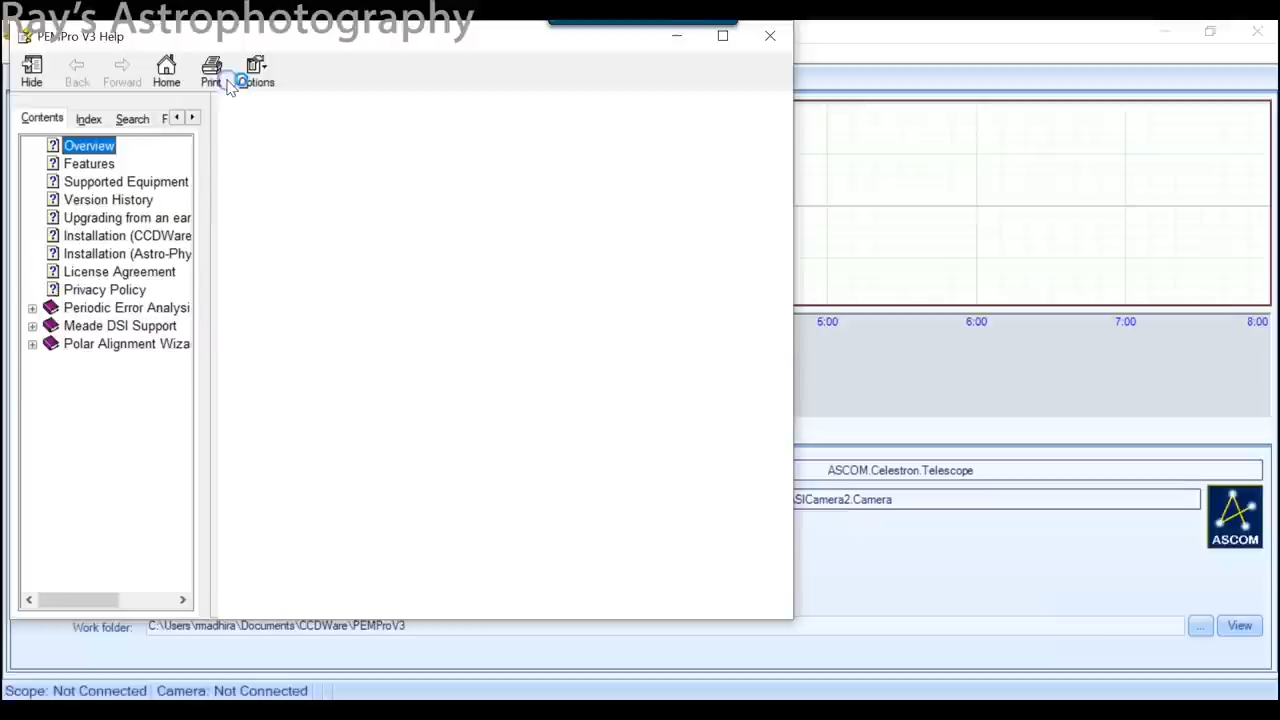 Ray's Astrophotography
PEMPro V3 Help
Hide Back Forward Home Print Options
Contents Index Search F
Overview
Features
Supported Equipment
Version History
Upgrading from an ear
Installation (CCDWare
Installation (Astro-Phy
License Agreement
Privacy Policy
Periodic Error Analysi
Meade DSI Support
Polar Alignment Wiza
5:00 6:00 7:00 8:00
ASCOM.Celestron.Telescope
SICamera2.Camera
ASCOM
Work folder: C:\Users\madhira\Documents\CCDWare\PEMProV3 ... View
Scope: Not Connected Camera: Not Connected